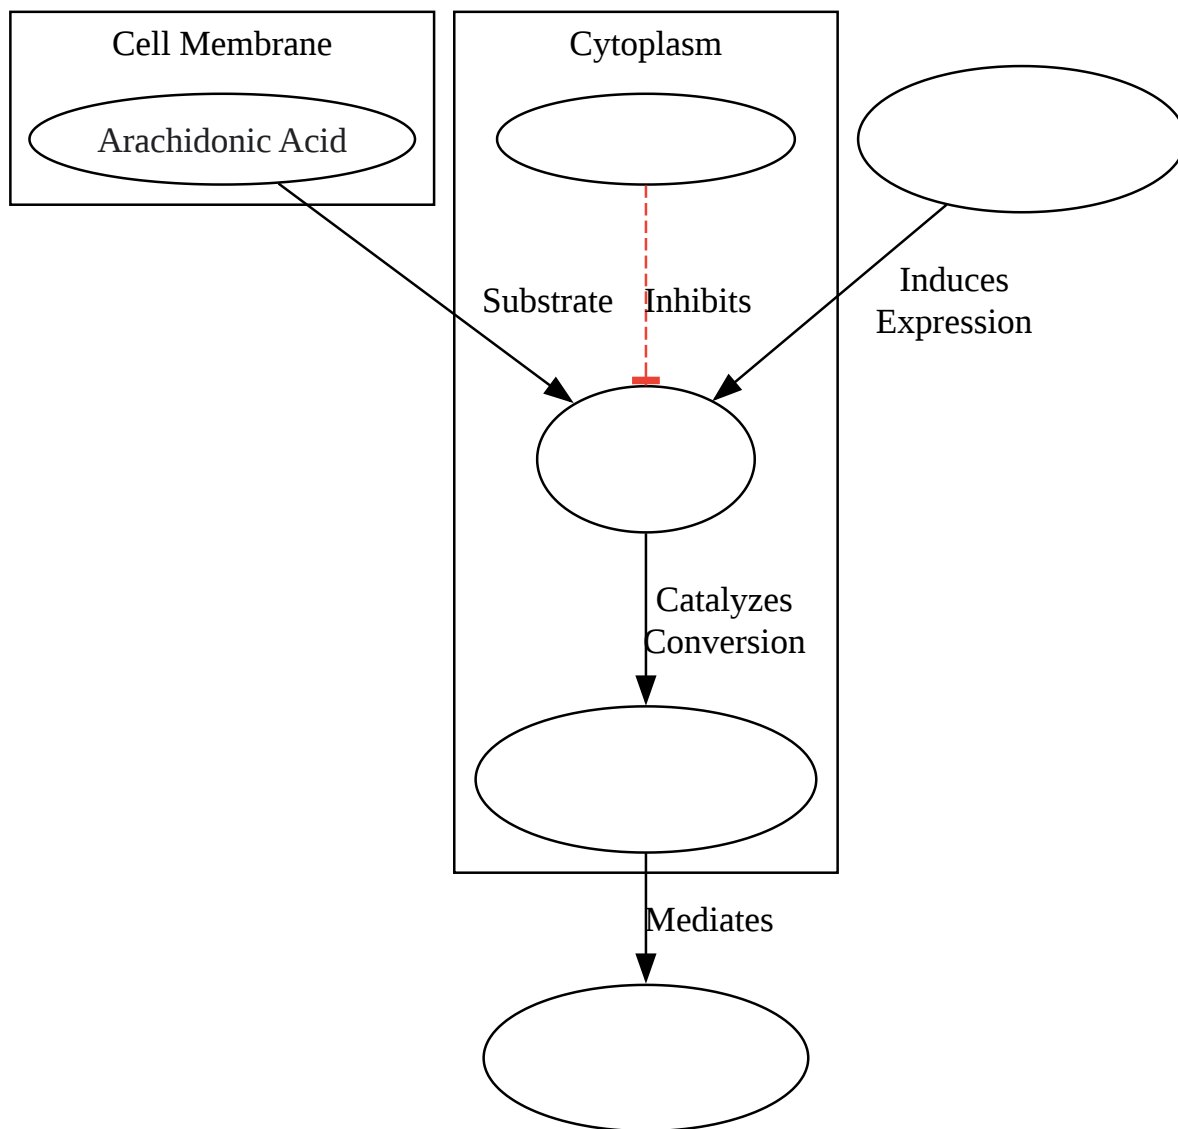 Cell Membrane
Cytoplasm
Arachidonic Acid
Substrate
Inhibits
Induces
Expression
Catalyzes
Conversion
Mediates